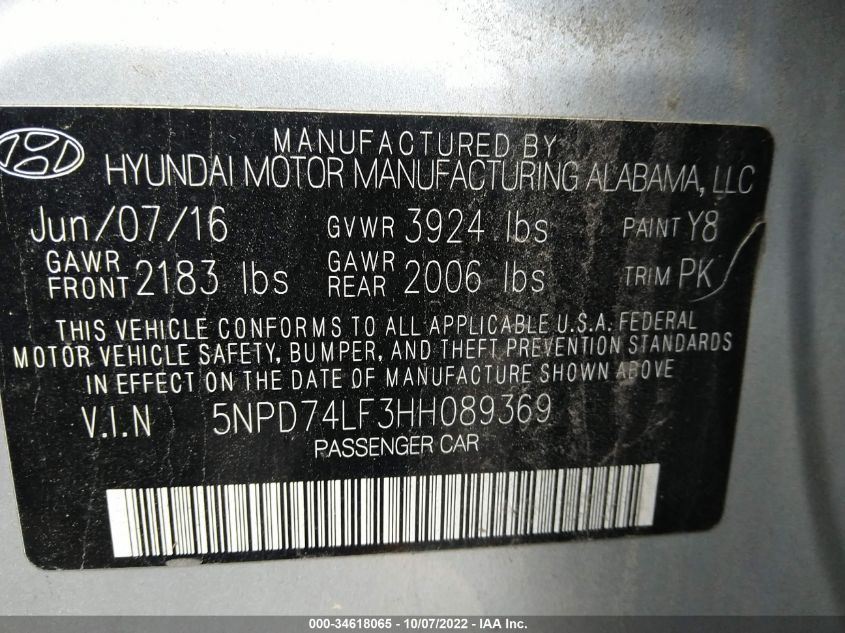 MANUFACTURED BY
HYUNDAI MOTOR MANUFACTURING ALABAMA, LLC
Jun/07/16 GVWR 3924 lbs PAINT Y8
GAWR FRONT 2183 lbs GAWR REAR 2006 lbs TRIM PK
THIS VEHICLE CONFORMS TO ALL APPLICABLE U.S.A. FEDERAL
MOTOR VEHICLE SAFETY, BUMPER, AND THEFT PREVENTION STANDARDS
IN EFFECT ON THE DATE OF MANUFACTURE SHOWN ABOVE
V.I.N 5NPD74LF3HH089369
PASSENGER CAR
000-34618065 - 10/07/2022 - IAA Inc.